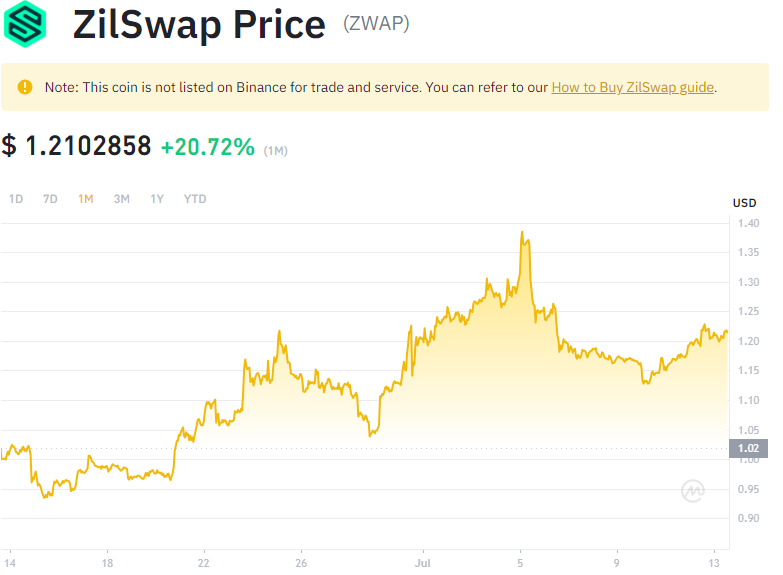 ZilSwap Price (ZWAP)
Note: This coin is not listed on Binance for trade and service. You can refer to our How to Buy ZilSwap guide.
$ 1.2102858 +20.72% (1M)
1D 7D 1M 3M 1Y YTD
USD
1.40
1.35
1.30
1.25
1.20
1.15
1.10
1.05
1.02
1.00
0.95
0.90
14 18 22 26 Jul 5 9 13